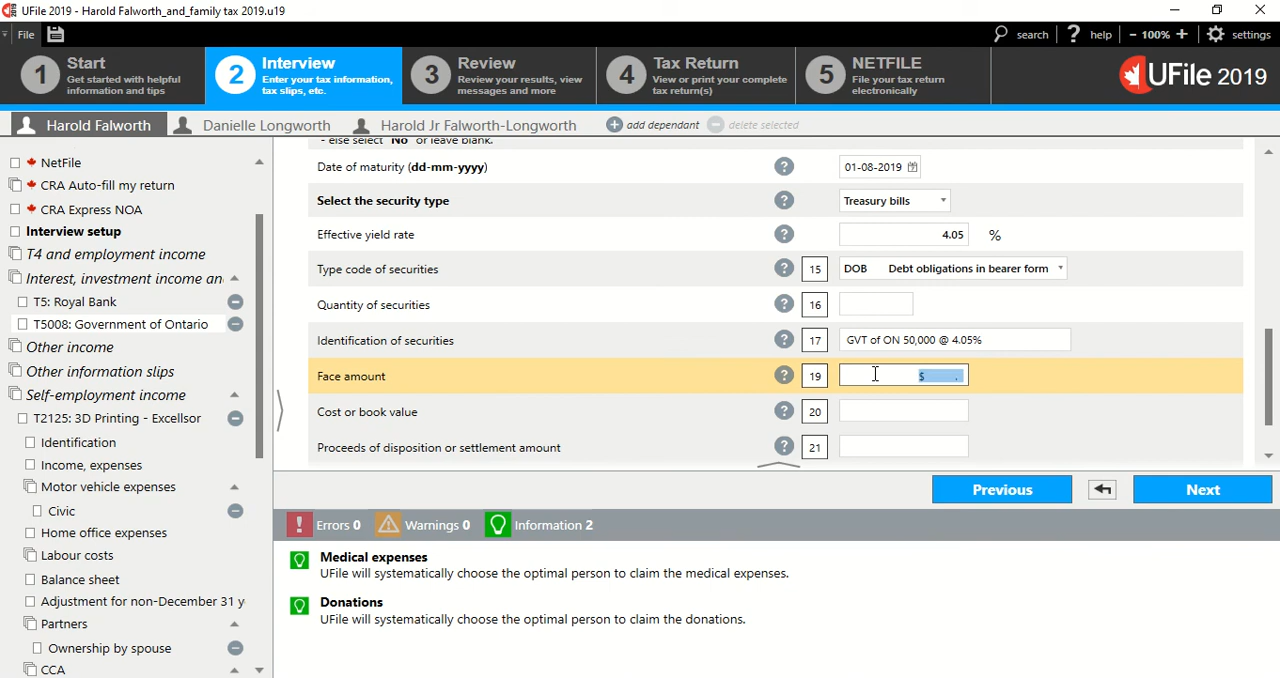 UFile 2019 - Harold Falworth_and_family tax 2019.u19
File
search
? help
- 100% +
settings
1 Start
Get started with helpful
information and tips
2 Interview
Enter your tax information,
tax slips, etc.
3 Review
Review your results, view
messages and more
4 Tax Return
View or print your complete
tax return(s)
5 NETFILE
File your tax return
electronically
UFile 2019
Harold Falworth
Danielle Longworth
Harold Jr Falworth-Longworth
+ add dependant
- delete selected
NetFile
CRA Auto-fill my return
CRA Express NOA
Interview setup
T4 and employment income
Interest, investment income an
T5: Royal Bank
T5008: Government of Ontario
Other income
Other information slips
Self-employment income
T2125: 3D Printing - Excellsor
Identification
Income, expenses
Motor vehicle expenses
Civic
Home office expenses
Labour costs
Balance sheet
Adjustment for non-December 31 y
Partners
Ownership by spouse
CCA
- else select "No" or leave blank.
Date of maturity (dd-mm-yyyy) ? 01-08-2019
Select the security type ? Treasury bills
Effective yield rate ? 4.05 %
Type code of securities ? 15 DOB Debt obligations in bearer form
Quantity of securities ? 16
Identification of securities ? 17 GVT of ON 50,000 @ 4.05%
Face amount ? 19 $ .
Cost or book value ? 20
Proceeds of disposition or settlement amount ? 21
Previous
Next
! Errors 0
Warnings 0
Information 2
Medical expenses
UFile will systematically choose the optimal person to claim the medical expenses.
Donations
UFile will systematically choose the optimal person to claim the donations.